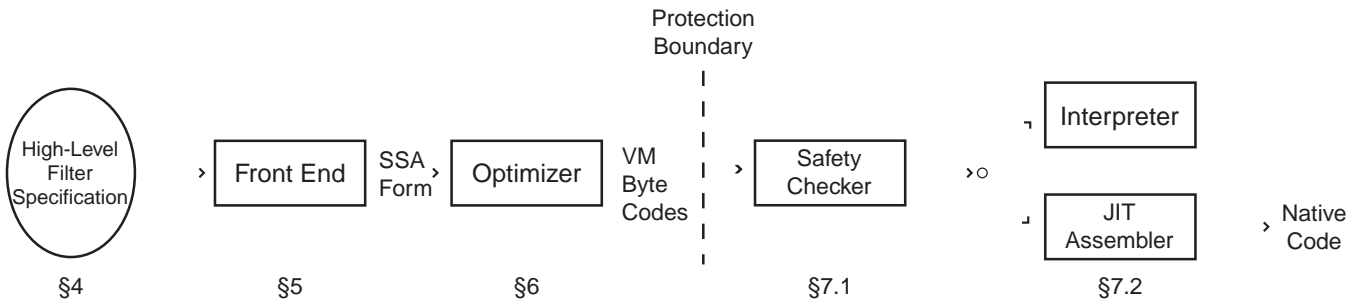 Protection
Boundary
High-Level
Filter
Specification
Front End
SSA
Form
Optimizer
VM
Byte
Codes
Safety
Checker
Interpreter
JIT
Assembler
Native
Code
§4
§5
§6
§7.1
§7.2